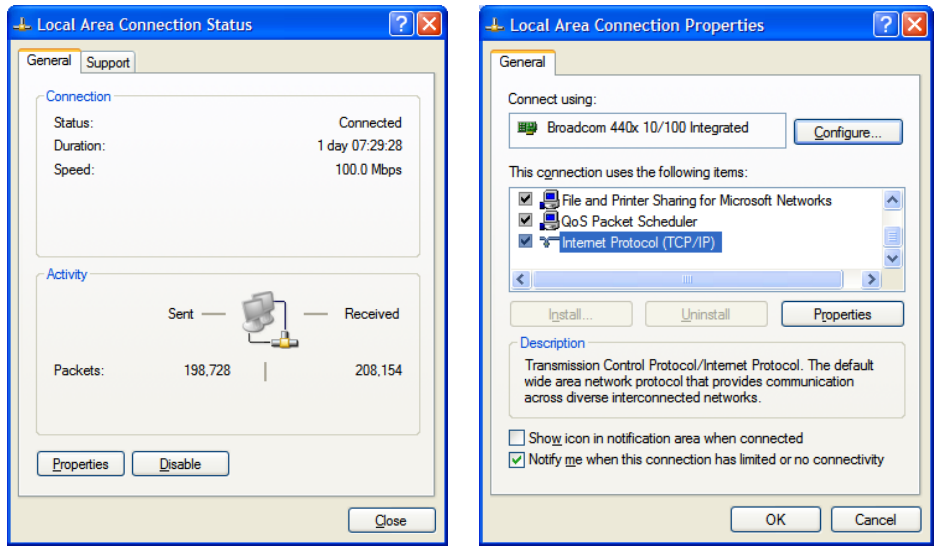 Local Area Connection Status
General Support
Connection
Status: Connected
Duration: 1 day 07:29:28
Speed: 100.0 Mbps
Activity
Sent Received
Packets: 198,728 208,154
Properties Disable
Close
Local Area Connection Properties
General
Connect using:
Broadcom 440x 10/100 Integrated Configure...
This connection uses the following items:
File and Printer Sharing for Microsoft Networks
QoS Packet Scheduler
Internet Protocol (TCP/IP)
Install... Uninstall Properties
Description
Transmission Control Protocol/Internet Protocol. The default
wide area network protocol that provides communication
across diverse interconnected networks.
Show icon in notification area when connected
Notify me when this connection has limited or no connectivity
OK Cancel